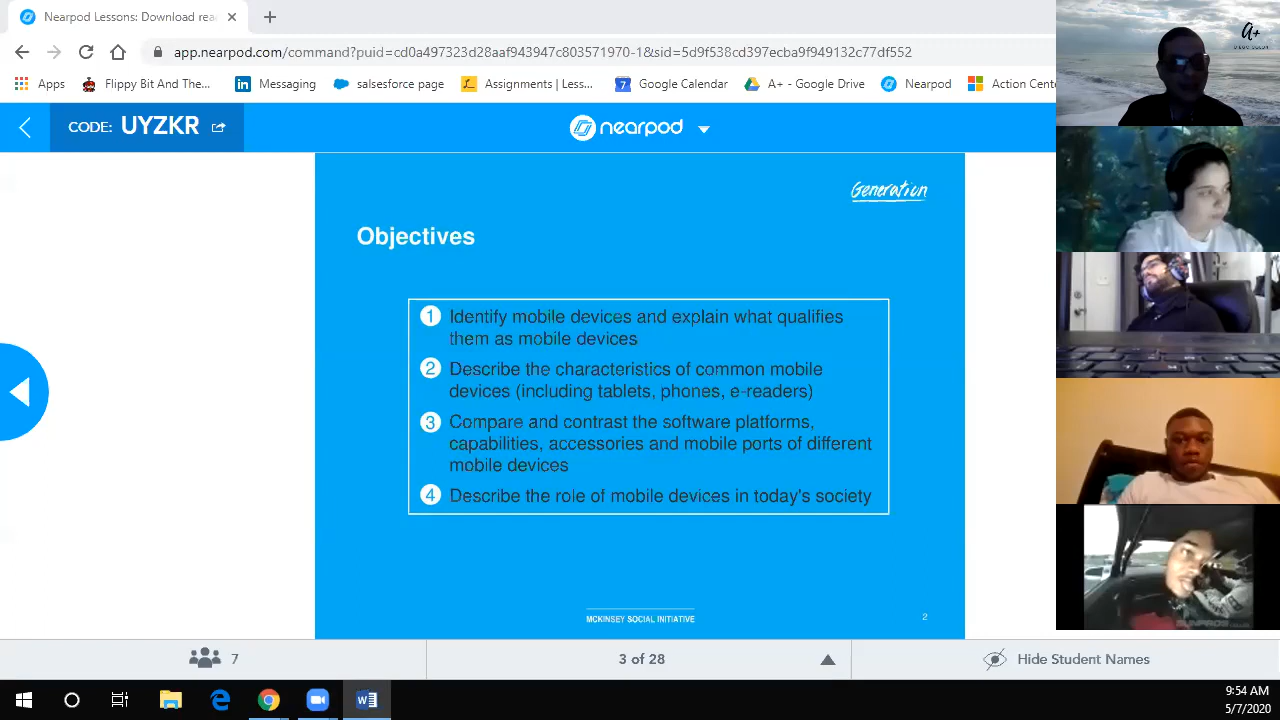 Nearpod Lessons: Download rea
app.nearpod.com/command?puid=cd0a497323d28aaf943947c803571970-1&sid=5d9f538cd397ecba9f949132c77df552
Apps
Flippy Bit And The...
Messaging
salsesforce page
Assignments | Less...
7
Google Calendar
A+ - Google Drive
Nearpod
Action Cente
CODE: UYZKR
nearpod
Generation
Objectives
1 Identify mobile devices and explain what qualifies
them as mobile devices
2 Describe the characteristics of common mobile
devices (including tablets, phones, e-readers)
3 Compare and contrast the software platforms,
capabilities, accessories and mobile ports of different
mobile devices
4 Describe the role of mobile devices in today's society
MCKINSEY SOCIAL INITIATIVE
2
7
3 of 28
Hide Student Names
9:54 AM
5/7/2020
A+